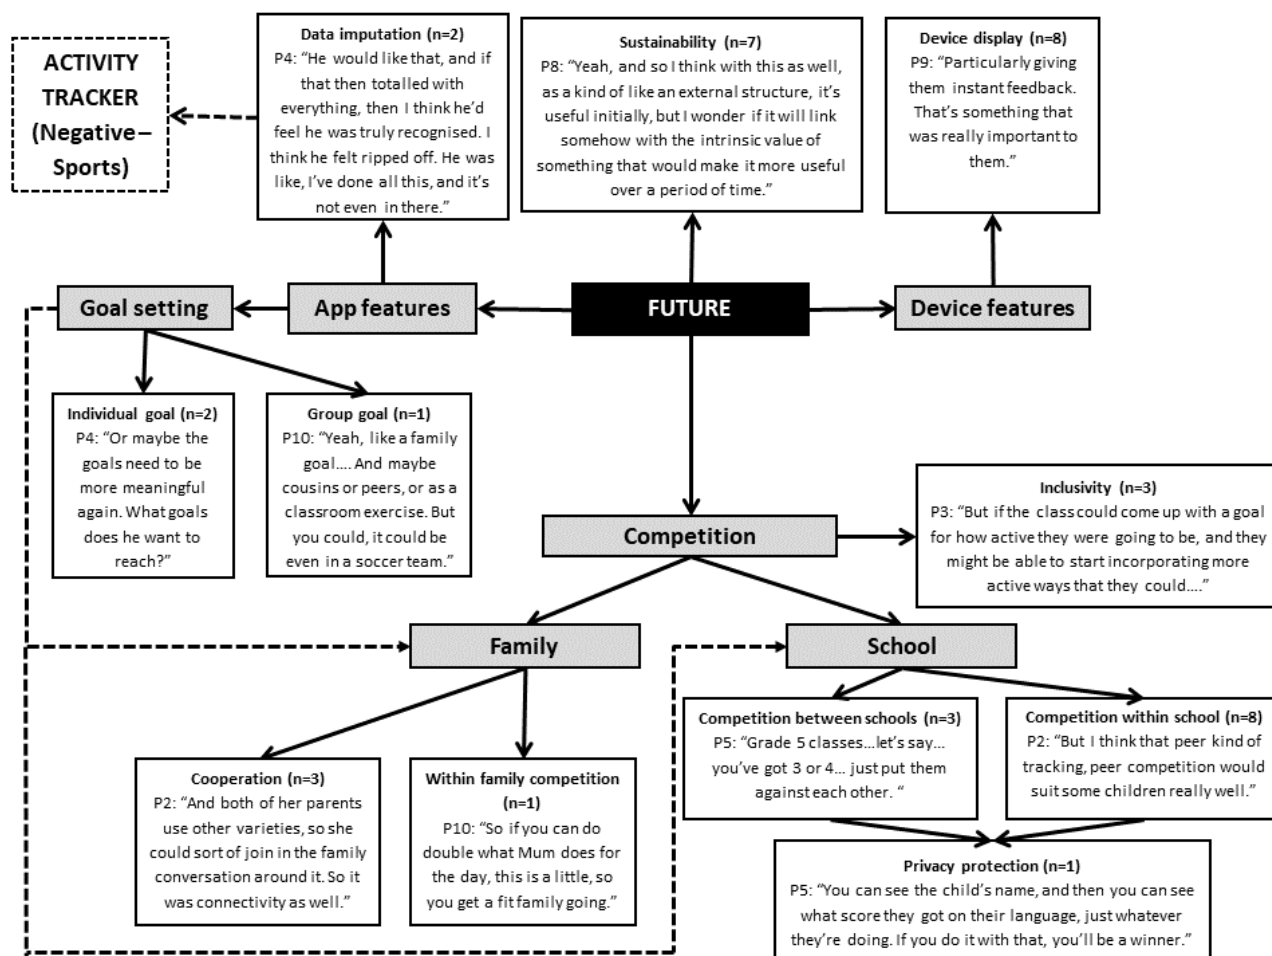 ACTIVITY
TRACKER
(Negative–
Sports)
Data imputation (n=2)
P4: “He would like that, and if
that then totalled with
everything, then I think he’d
feel he was truly recognised. I
think he felt ripped off. He was
like, I’ve done all this, and it’s
not even in there.”
Sustainability (n=7)
P8: “Yeah, and so I think with this as well,
as a kind of like an external structure, it’s
useful initially, but I wonder if it will link
somehow with the intrinsic value of
something that would make it more useful
over a period of time.”
Device display (n=8)
P9: “Particularly giving
them instant feedback.
That’s something that
was really important to
them.”
Goal setting
App features
FUTURE
Device features
Individual goal (n=2)
P4: “Or maybe the
goals need to be
more meaningful
again. What goals
does he want to
reach?”
Group goal (n=1)
P10: “Yeah, like a family
goal.... And maybe
cousins or peers, or as a
classroom exercise. But
you could, it could be
even in a soccer team.”
Competition
Inclusivity (n=3)
P3: “But if the class could come up with a goal
for how active they were going to be, and they
might be able to start incorporating more
active ways that they could....”
Family
School
Cooperation (n=3)
P2: “And both of her parents
use other varieties, so she
could sort of join in the family
conversation around it. So it
was connectivity as well.”
Within family competition
(n=1)
P10: “So if you can do
double what Mum does for
the day, this is a little, so
you get a fit family going.”
Competition between schools (n=3)
P5: “Grade 5 classes...let’s say...
you’ve got 3 or 4... just put them
against each other. “
Competition within school (n=8)
P2: “But I think that peer kind of
tracking, peer competition would
suit some children really well.”
Privacy protection (n=1)
P5: “You can see the child’s name, and then you can see
what score they got on their language, just whatever
they’re doing. If you do it with that, you’ll be a winner.”